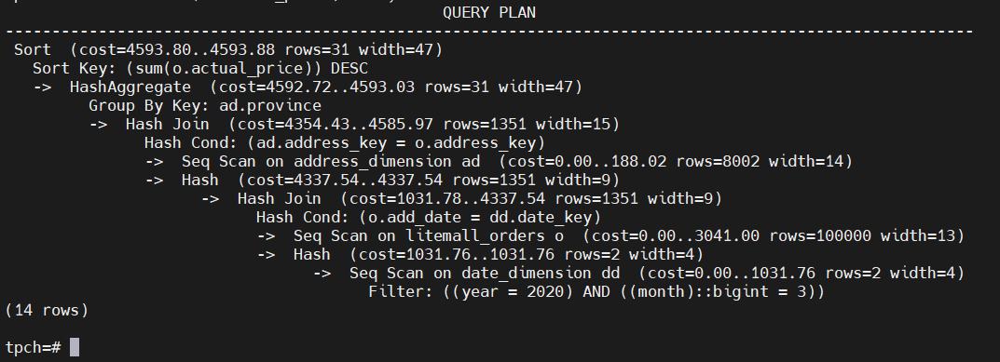 QUERY PLAN
-------------------------------------------------------------------------------------------------------
Sort  (cost=4593.80..4593.88 rows=31 width=47)
  Sort Key: (sum(o.actual_price)) DESC
  ->  HashAggregate  (cost=4592.72..4593.03 rows=31 width=47)
        Group By Key: ad.province
        ->  Hash Join  (cost=4354.43..4585.97 rows=1351 width=15)
              Hash Cond: (ad.address_key = o.address_key)
              ->  Seq Scan on address_dimension ad  (cost=0.00..188.02 rows=8002 width=14)
              ->  Hash  (cost=4337.54..4337.54 rows=1351 width=9)
                    ->  Hash Join  (cost=1031.78..4337.54 rows=1351 width=9)
                          Hash Cond: (o.add_date = dd.date_key)
                          ->  Seq Scan on litemall_orders o  (cost=0.00..3041.00 rows=100000 width=13)
                          ->  Hash  (cost=1031.76..1031.76 rows=2 width=4)
                                ->  Seq Scan on date_dimension dd  (cost=0.00..1031.76 rows=2 width=4)
                                      Filter: ((year = 2020) AND ((month)::bigint = 3))
(14 rows)
tpch=#